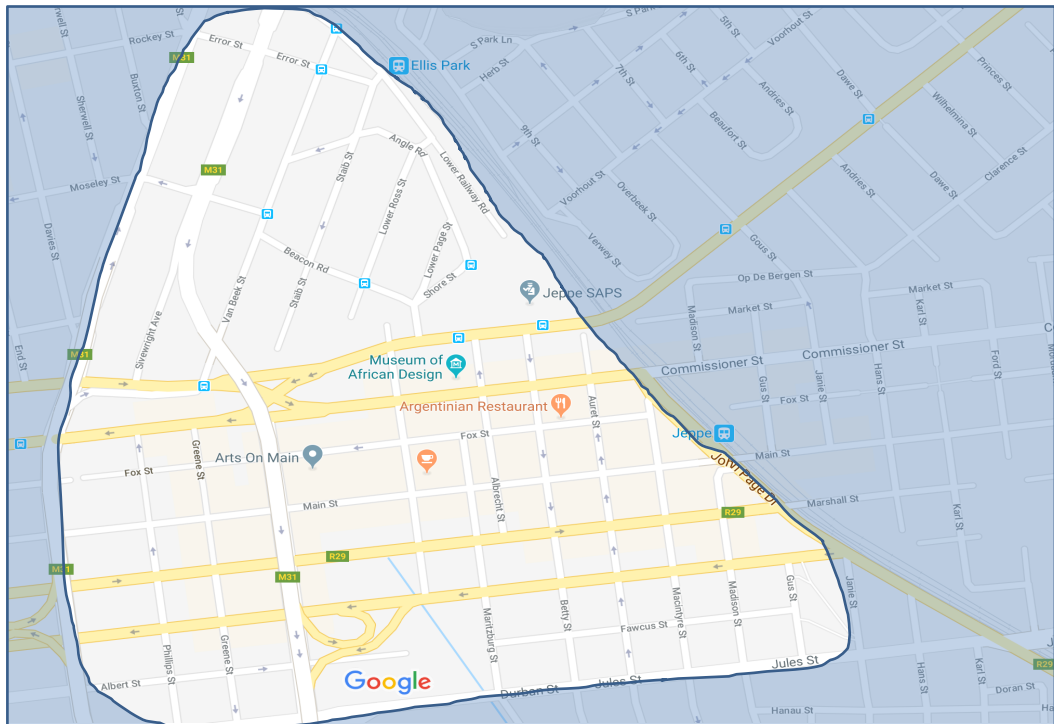 Sherwell St
Rockey St
Buxton St
M31
Error St
Error St
Ellis Park
S Park Ln
S Park
Herb St
7th St
6th St
5th St
Voorhout St
Andries St
Dawe St
Princes St
Wilhelmina St
Sherwell St
Moseley St
M31
Staib St
Angle Rd
Lower Ross St
Lower Railway Rd
9th St
Beaufort St
Voorhout St
Overbeek St
Andries St
Dawe St
Clarence St
Davies St
Beacon Rd
Lower Page St
Shore St
Verwey St
Gous St
Van Beek St
Staib St
Jeppe SAPS
Op De Bergen St
Market St
Market St
Madison St
Karl St
End St
M31
Sivewright Ave
Museum of
African Design
Commissioner St
Commissioner St
Ford St
Gus St
Janie St
Hans St
Argentinian Restaurant
Auret St
Fox St
Greene St
Fox St
Jeppe
Arts On Main
Fox St
Main St
John Page Dr
Main St
Albrecht St
Marshall St
R29
Karl St
R29
M31
M31
Gus St
Janie St
Maritzburg St
Betty St
Macintyre St
Madison St
Fawcus St
Phillips St
Greene St
Albert St
Google
Durban St
Jules St
Jules St
R29
Hans St
Karl St
Doran St
Hanau St